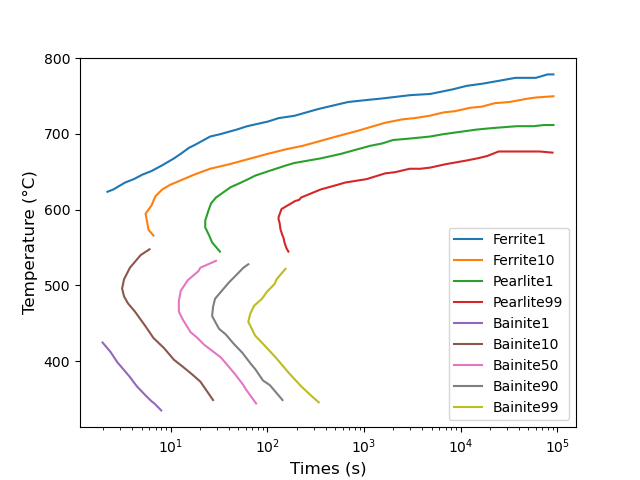 800
700
600
500
400
Temperature (°C)
10¹
10²
10³
10⁴
10⁵
Times (s)
Ferrite1
Ferrite10
Pearlite1
Pearlite99
Bainite1
Bainite10
Bainite50
Bainite90
Bainite99